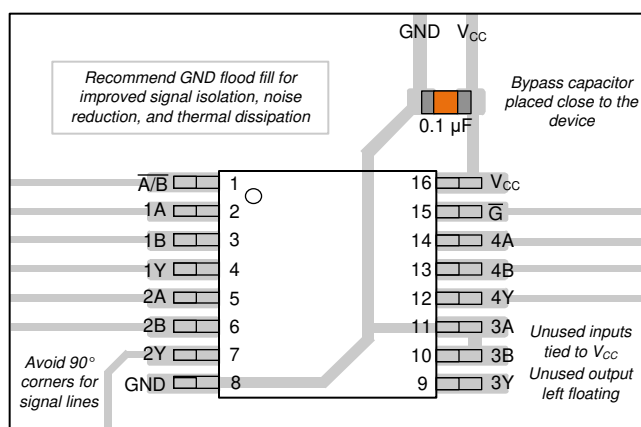 GND V_CC
Recommend GND flood fill for
improved signal isolation, noise
reduction, and thermal dissipation
Bypass capacitor
placed close to the
device
0.1 µF
A̅/̅B̅ 1 16 V_CC
1A 2 15 G̅
1B 3 14 4A
1Y 4 13 4B
2A 5 12 4Y
2B 6 11 3A
2Y 7 10 3B
GND 8 9 3Y
Avoid 90°
corners for
signal lines
Unused inputs
tied to V_CC
Unused output
left floating